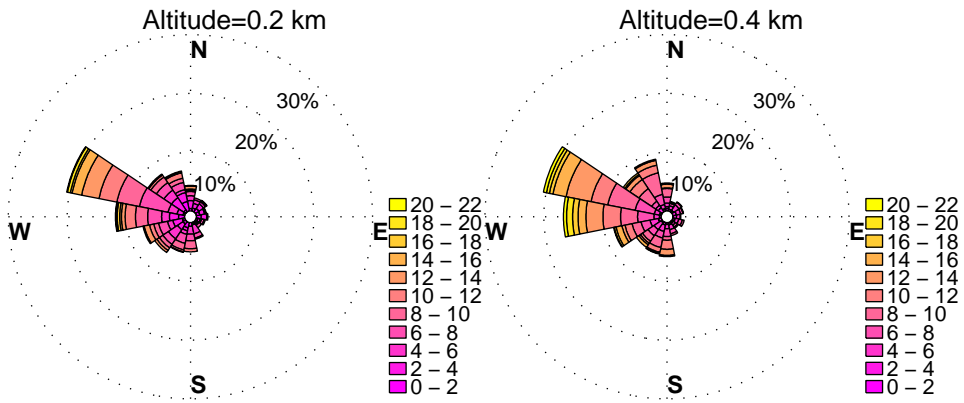 Altitude=0.2 km
N
30%
20%
10%
W
E
S
20 – 22
18 – 20
16 – 18
14 – 16
12 – 14
10 – 12
8 – 10
6 – 8
4 – 6
2 – 4
0 – 2
Altitude=0.4 km
N
30%
20%
10%
W
E
S
20 – 22
18 – 20
16 – 18
14 – 16
12 – 14
10 – 12
8 – 10
6 – 8
4 – 6
2 – 4
0 – 2